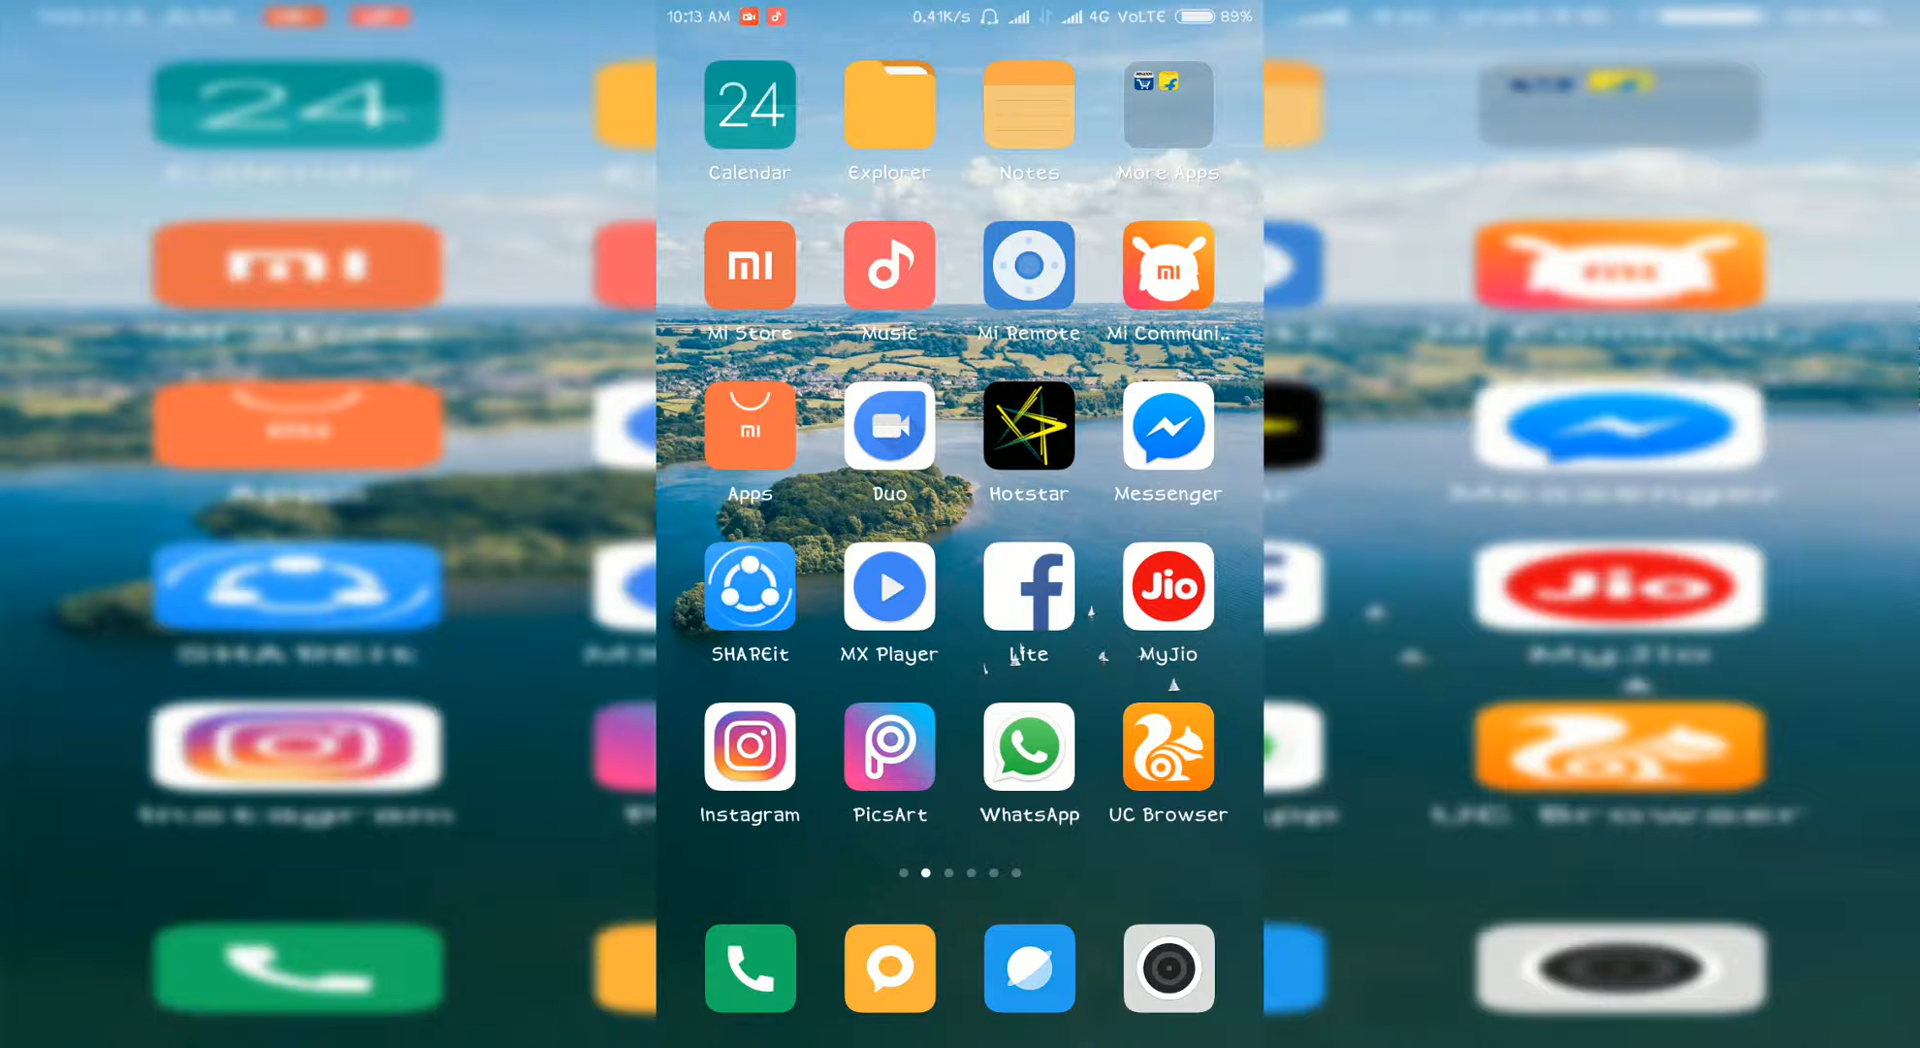 10:13 AM 0.41K/s 4G VoLTE 89%
24
Calendar Explorer Notes More Apps
mi mi
Mi Store Music Mi Remote Mi Communi..
mi
Apps Duo Hotstar Messenger
Jio
SHAREit MX Player Lite MyJio
Instagram PicsArt WhatsApp UC Browser